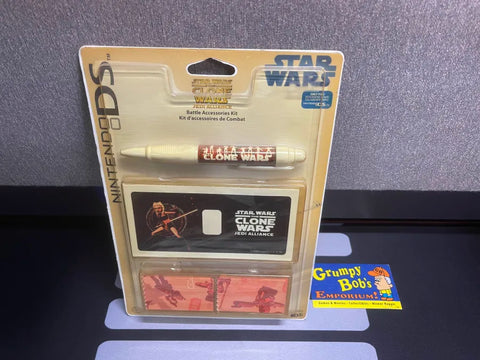 NINTENDO DS
STAR WARS
CLONE
WARS
JEDI ALLIANCE
Battle Accessories Kit
Kit d'accessoires de Combat
STAR
WARS
CLONE WARS
STAR WARS
CLONE
WARS
JEDI ALLIANCE
Grumpy
Bob's
EMPORIUM!